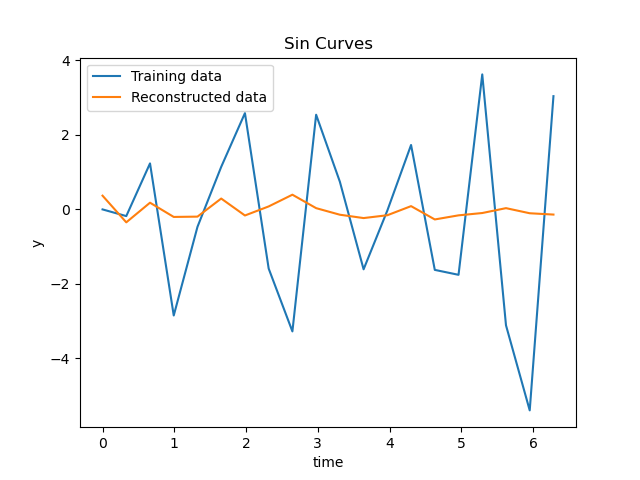 Sin Curves
Training data
Reconstructed data
4
2
0
−2
−4
y
0 1 2 3 4 5 6
time